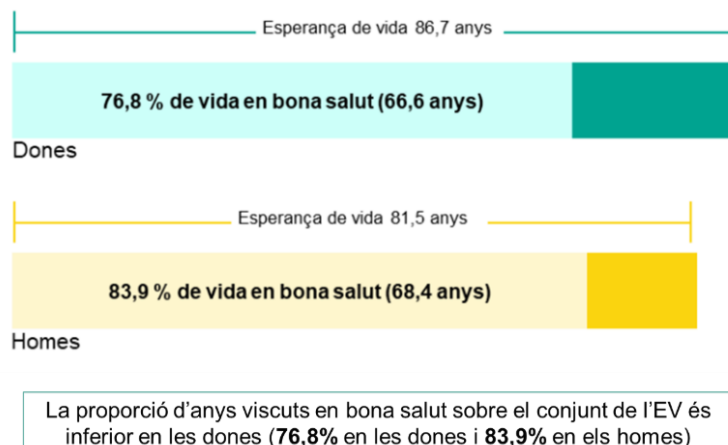 Esperança de vida 86,7 anys
76,8 % de vida en bona salut (66,6 anys)
Dones
Esperança de vida 81,5 anys
83,9 % de vida en bona salut (68,4 anys)
Homes
La proporció d’anys viscuts en bona salut sobre el conjunt de l’EV és
inferior en les dones (76,8% en les dones i 83,9% en els homes)